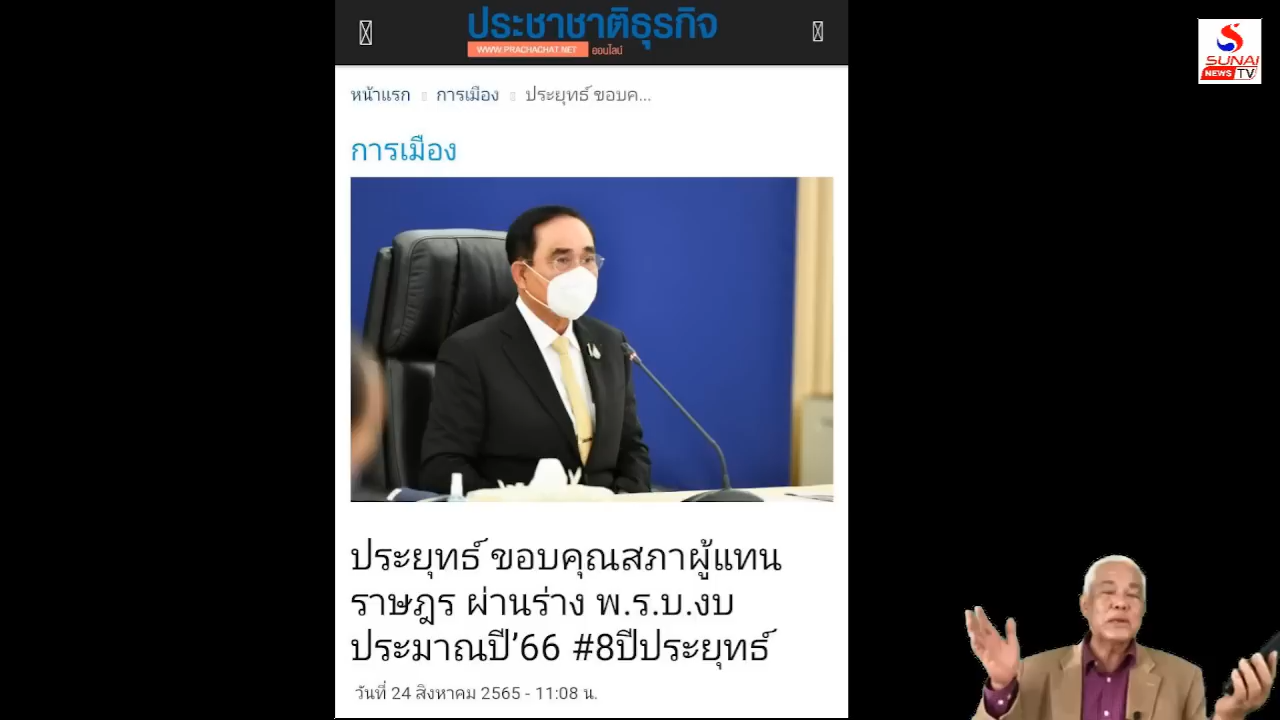 ประชาชาติธุรกิจ
WWW.PRACHACHAT.NET ออนไลน์
SUNAI
NEWS TV
หน้าแรก การเมือง ประยุทธ์ ขอบค...
การเมือง
ประยุทธ์ ขอบคุณสภาผู้แทน
ราษฎร ผ่านร่าง พ.ร.บ.งบ
ประมาณปี’66 #8ปีประยุทธ์
วันที่ 24 สิงหาคม 2565 - 11:08 น.